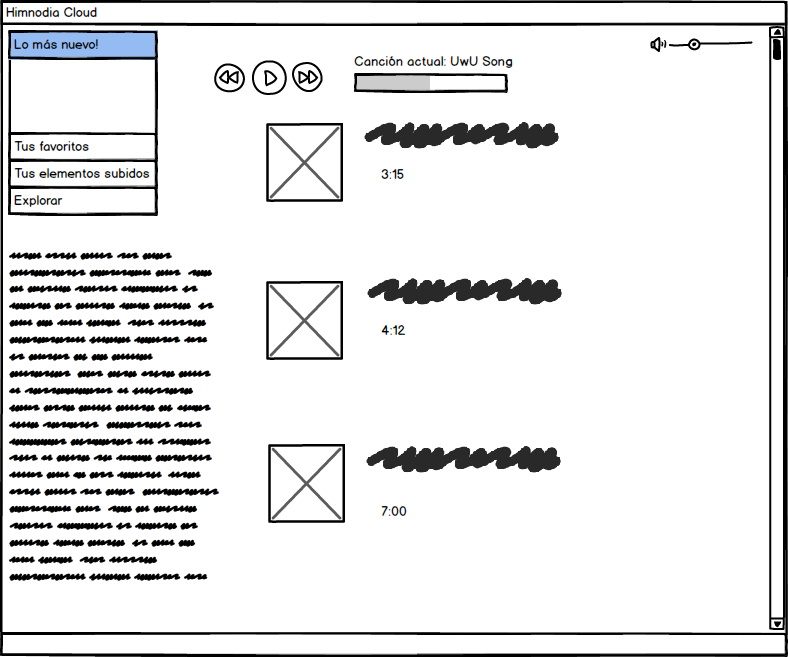 Himnodia Cloud
Lo más nuevo!
Tus favoritos
Tus elementos subidos
Explorar
Canción actual: UwU Song
3:15
4:12
7:00